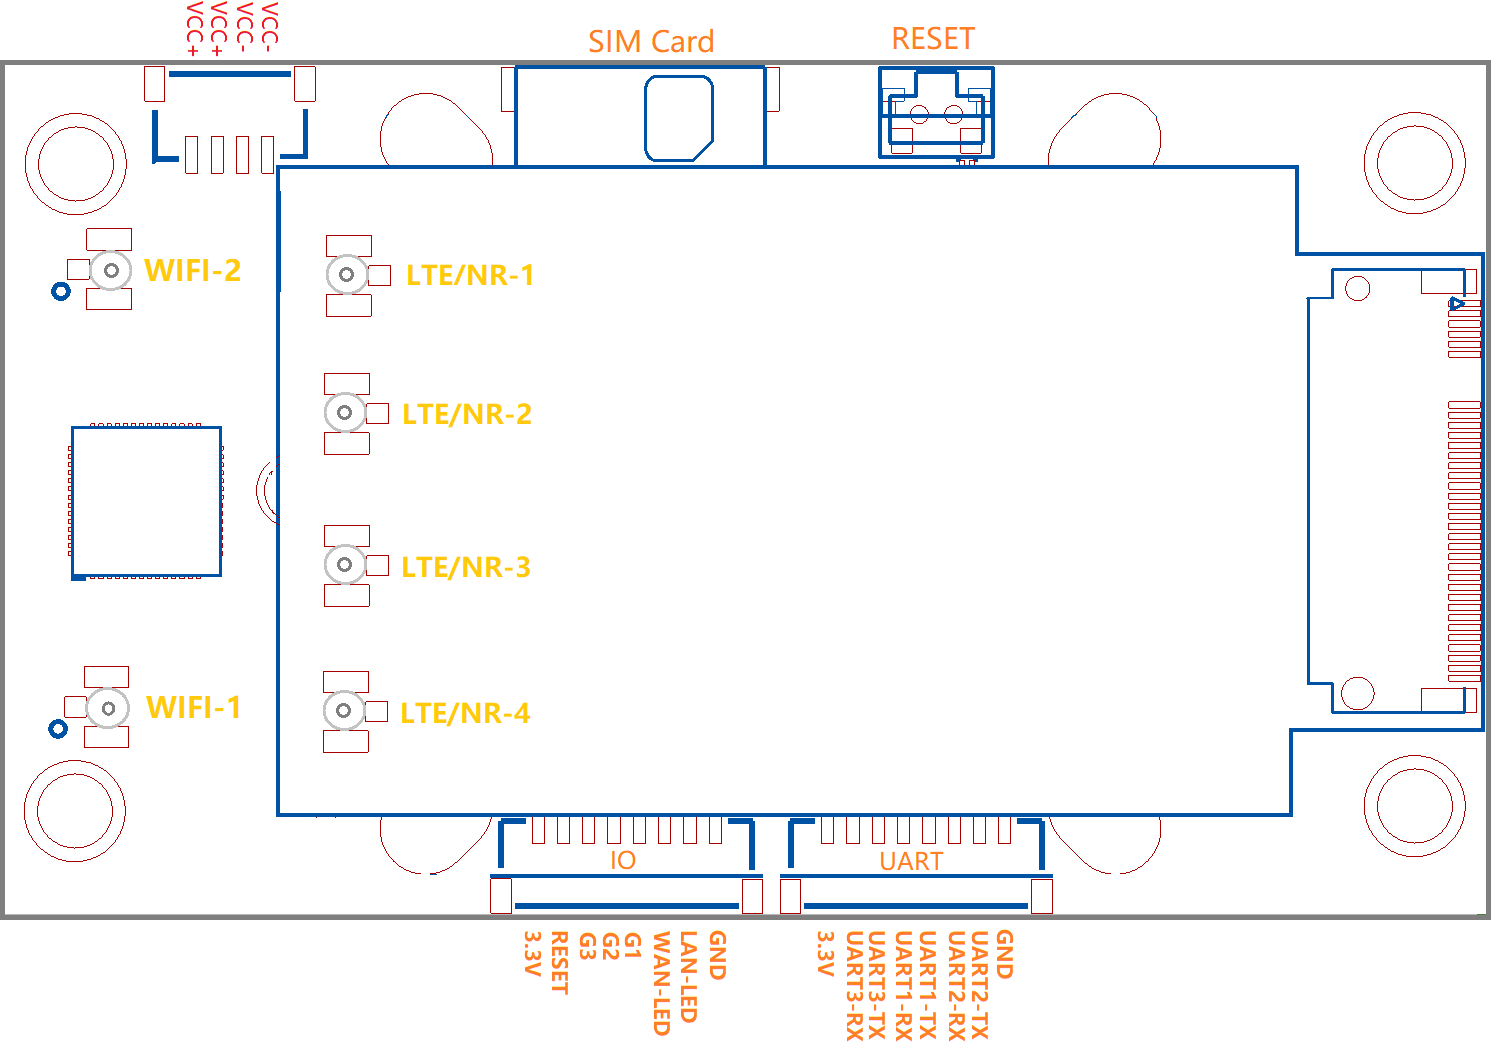 VCC+
VCC+
VCC-
VCC-
SIM Card
RESET
WIFI-2
LTE/NR-1
LTE/NR-2
LTE/NR-3
WIFI-1
LTE/NR-4
IO
UART
3.3V
RESET
G3
G2
G1
WAN-LED
LAN-LED
GND
3.3V
UART3-RX
UART3-TX
UART1-RX
UART1-TX
UART2-RX
UART2-TX
GND